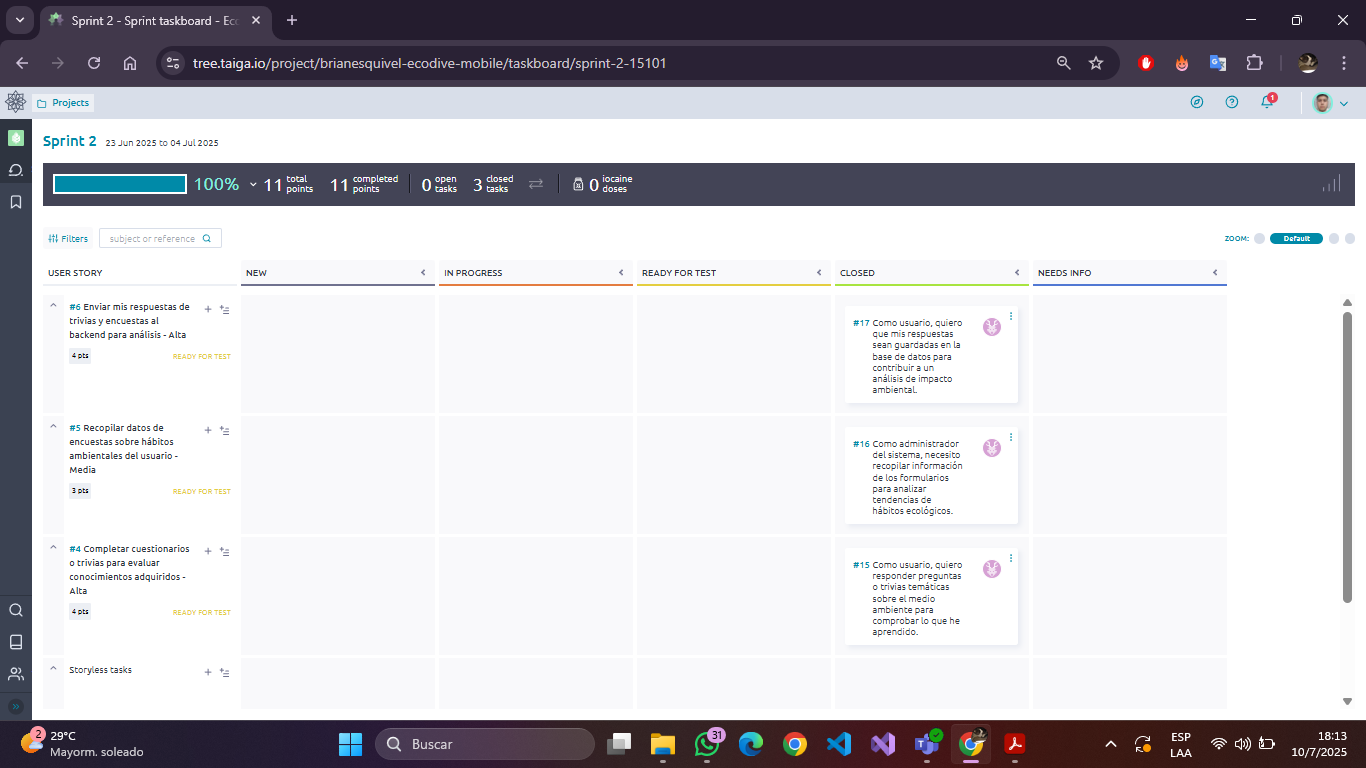 Sprint 2 - Sprint taskboard - Eco
tree.taiga.io/project/brianesquivel-ecodive-mobile/taskboard/sprint-2-15101
Projects
1
Sprint 2 23 Jun 2025 to 04 Jul 2025
100%
11 total points
11 completed points
0 open tasks
3 closed tasks
0 iocaine doses
Filters
subject or reference
ZOOM: Default
USER STORY
NEW
IN PROGRESS
READY FOR TEST
CLOSED
NEEDS INFO
#6 Enviar mis respuestas de
trivias y encuestas al
backend para análisis - Alta
4 pts
READY FOR TEST
#17 Como usuario, quiero
que mis respuestas
sean guardadas en la
base de datos para
contribuir a un
análisis de impacto
ambiental.
#5 Recopilar datos de
encuestas sobre hábitos
ambientales del usuario -
Media
3 pts
READY FOR TEST
#16 Como administrador
del sistema, necesito
recopilar información
de los formularios
para analizar
tendencias de
hábitos ecológicos.
#4 Completar cuestionarios
o trivias para evaluar
conocimientos adquiridos -
Alta
4 pts
READY FOR TEST
#15 Como usuario, quiero
responder preguntas
o trivias temáticas
sobre el medio
ambiente para
comprobar lo que he
aprendido.
Storyless tasks
2
29°C
Mayorm. soleado
Buscar
31
ESP
LAA
18:13
10/7/2025